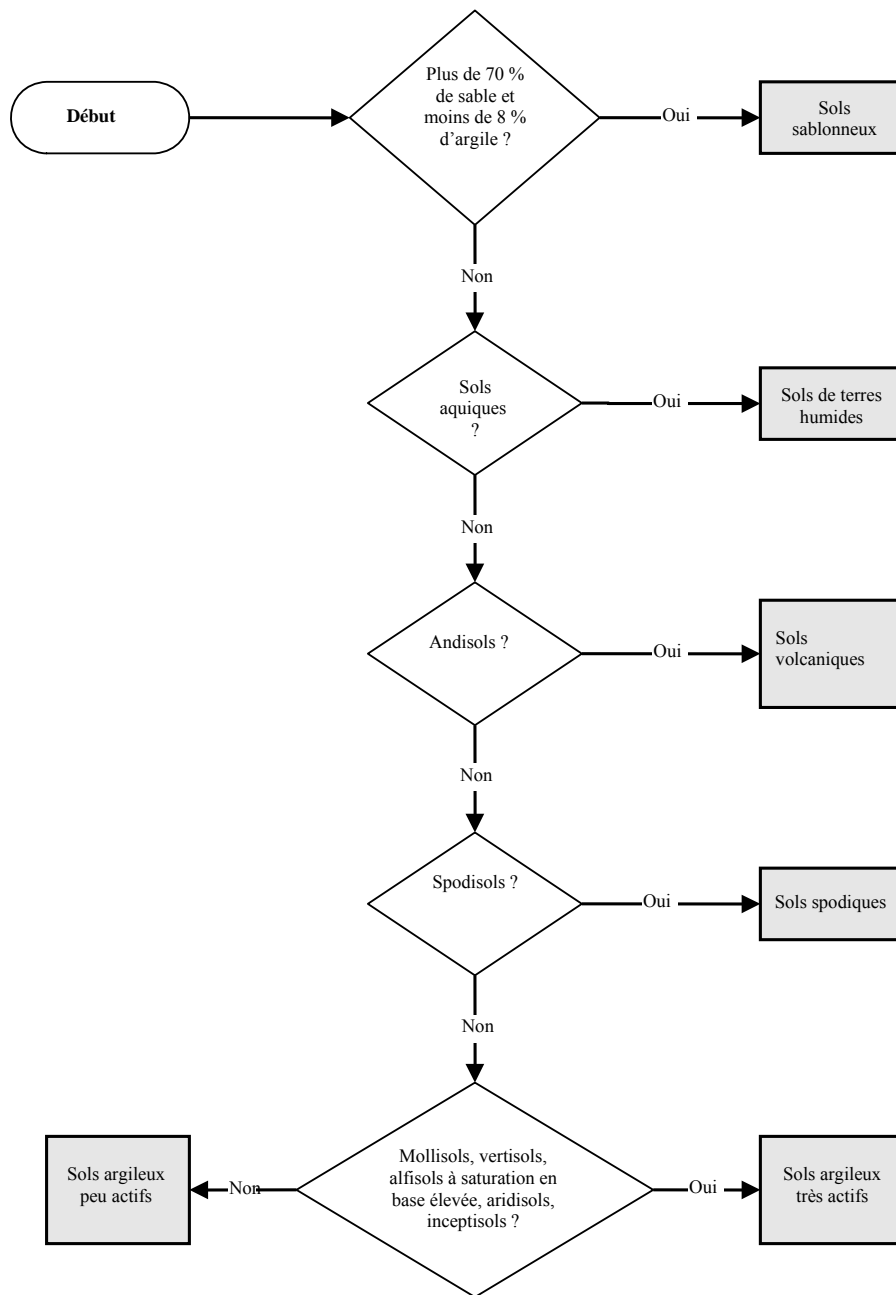 Début
Plus de 70 %
de sable et
moins de 8 %
d’argile ?
Oui
Sols
sablonneux
Non
Sols
aquiques
?
Oui
Sols de terres
humides
Non
Andisols ?
Oui
Sols
volcaniques
Non
Spodisols ?
Oui
Sols spodiques
Non
Sols argileux
peu actifs
Non
Mollisols, vertisols,
alfisols à saturation en
base élevée, aridisols,
inceptisols ?
Oui
Sols argileux
très actifs